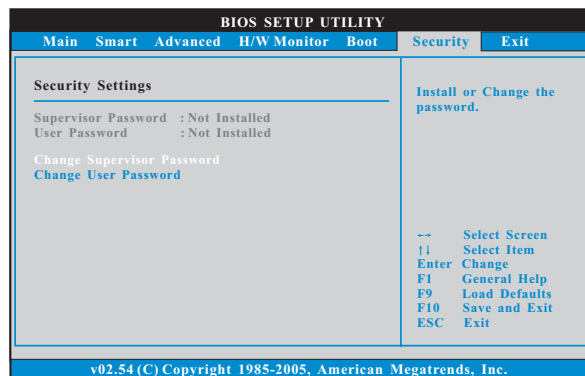 BIOS SETUP UTILITY
Main Smart Advanced H/W Monitor Boot Security Exit
Security Settings
Supervisor Password : Not Installed
User Password : Not Installed
Change Supervisor Password
Change User Password
Install or Change the
password.
←→ Select Screen
↑↓ Select Item
Enter Change
F1 General Help
F9 Load Defaults
F10 Save and Exit
ESC Exit
v02.54 (C) Copyright 1985-2005, American Megatrends, Inc.